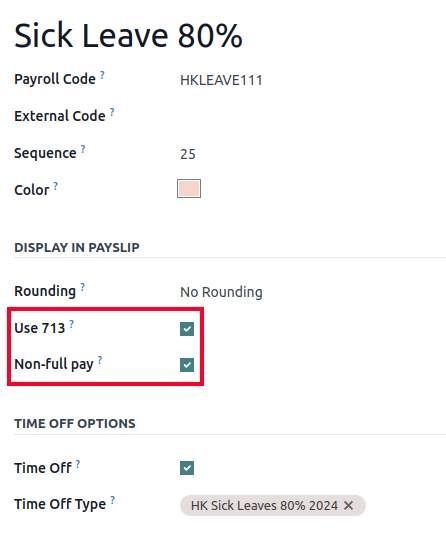 Sick Leave 80%
Payroll Code ? HKLEAVE111
External Code ?
Sequence ? 25
Color ?
DISPLAY IN PAYSLIP
Rounding ? No Rounding
Use 713 ?
Non-full pay ?
TIME OFF OPTIONS
Time Off ?
Time Off Type ? HK Sick Leaves 80% 2024 ×